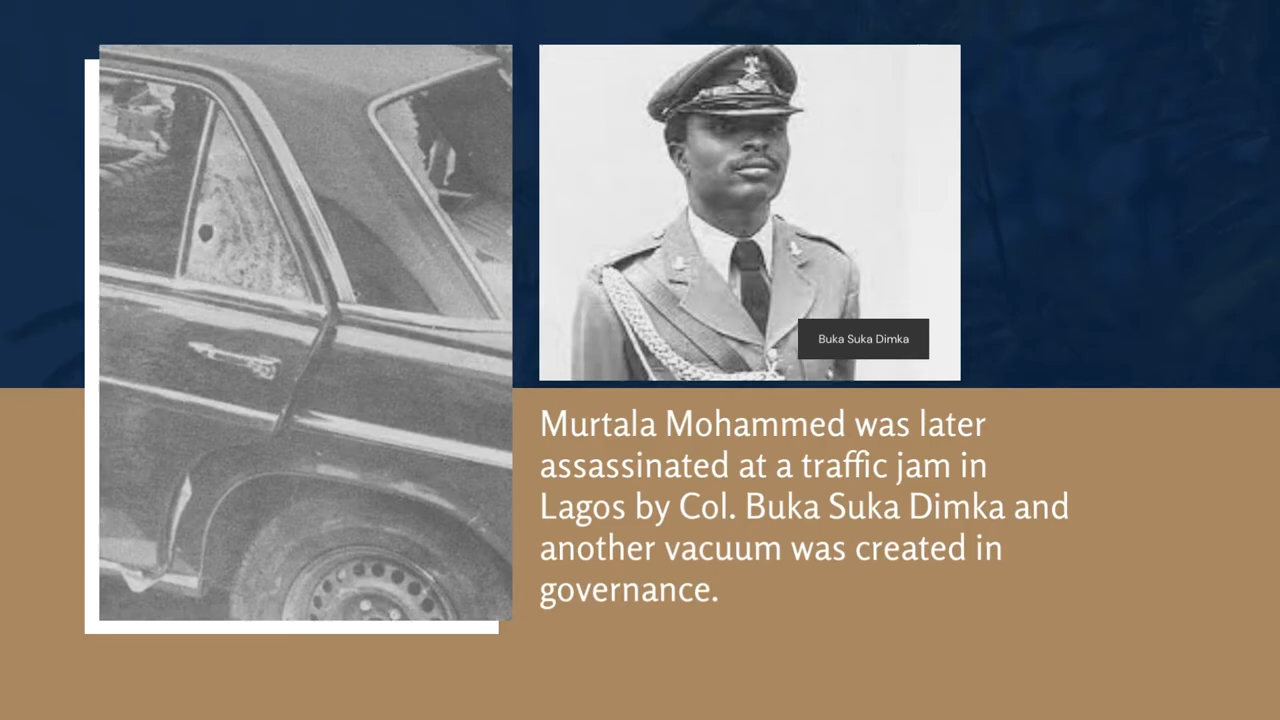 Buka Suka Dimka
Murtala Mohammed was later
assassinated at a traffic jam in
Lagos by Col. Buka Suka Dimka and
another vacuum was created in
governance.